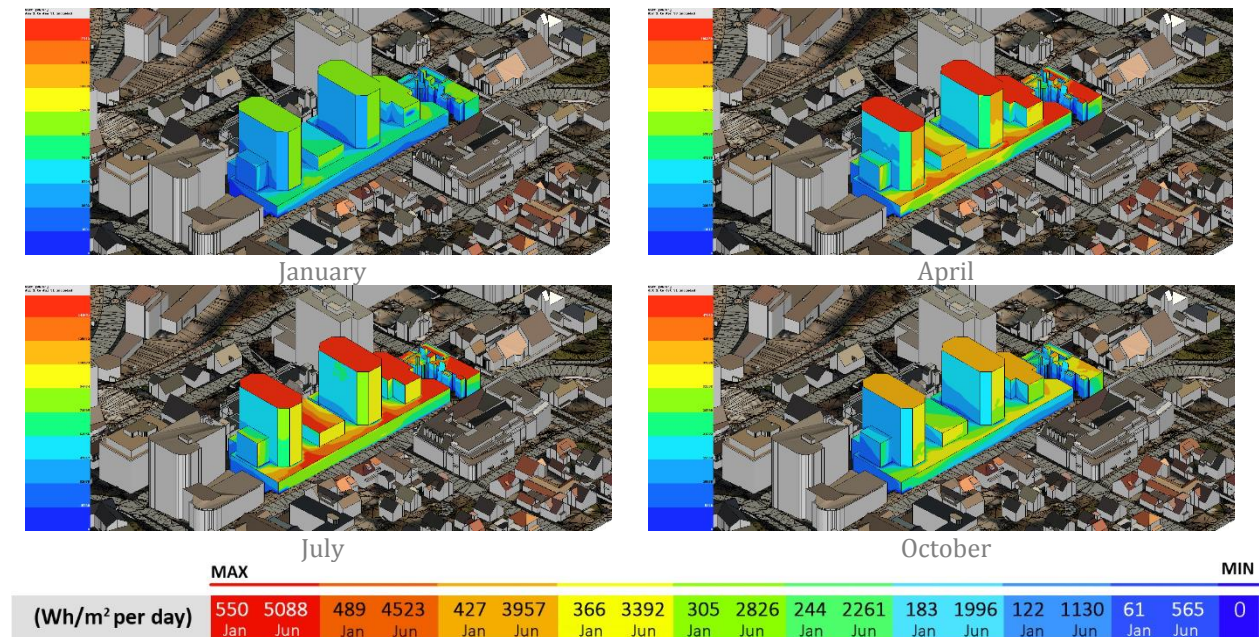 January
April
July
October
MAX
MIN
(Wh/m² per day)
550 5088 489 4523 427 3957 366 3392 305 2826 244 2261 183 1996 122 1130 61 565 0
Jan Jun Jan Jun Jan Jun Jan Jun Jan Jun Jan Jun Jan Jun Jan Jun Jan Jun